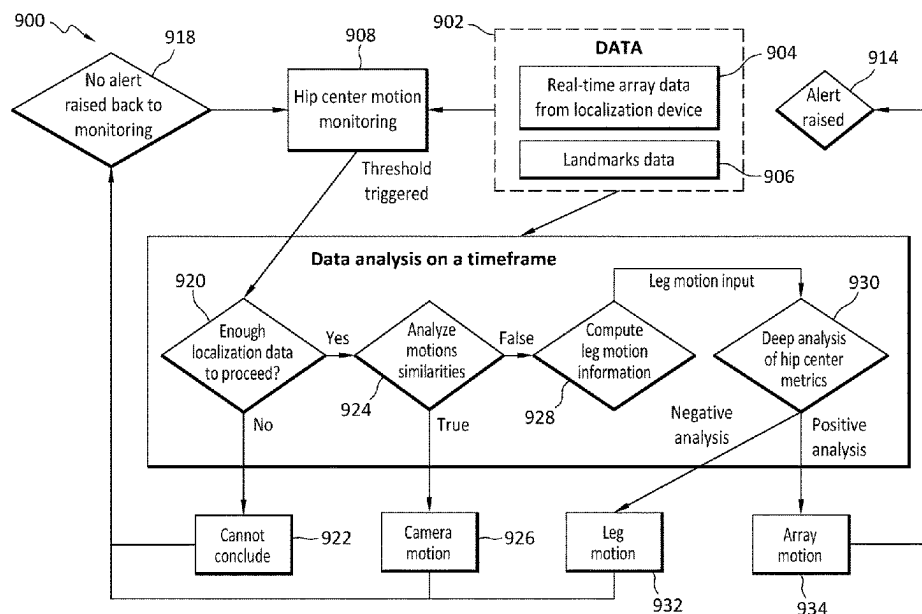 900
918
No alert
raised back to
monitoring
908
Hip center motion
monitoring
902
DATA
904
Real-time array data
from localization device
Landmarks data
906
914
Alert
raised
Threshold
triggered
Data analysis on a timeframe
920
Enough
localization data
to proceed?
Yes
Analyze
motions
similarities
924
False
Compute
leg motion
information
928
Leg motion input
930
Deep analysis
of hip center
metrics
No
True
Negative
analysis
Positive
analysis
Cannot
conclude
922
Camera
motion
926
Leg
motion
932
Array
motion
934